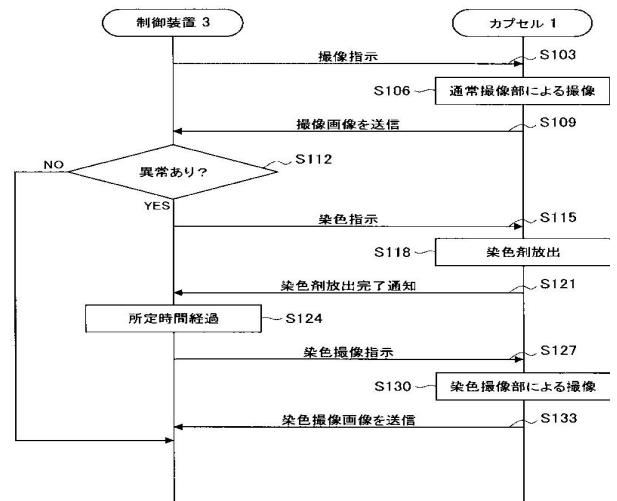 制御装置 3
カプセル 1
撮像指示
S103
S106
通常撮像部による撮像
撮像画像を送信
S109
NO
異常あり?
S112
YES
染色指示
S115
S118
染色剤放出
染色剤放出完了通知
S121
所定時間経過
S124
染色撮像指示
S127
S130
染色撮像部による撮像
染色撮像画像を送信
S133